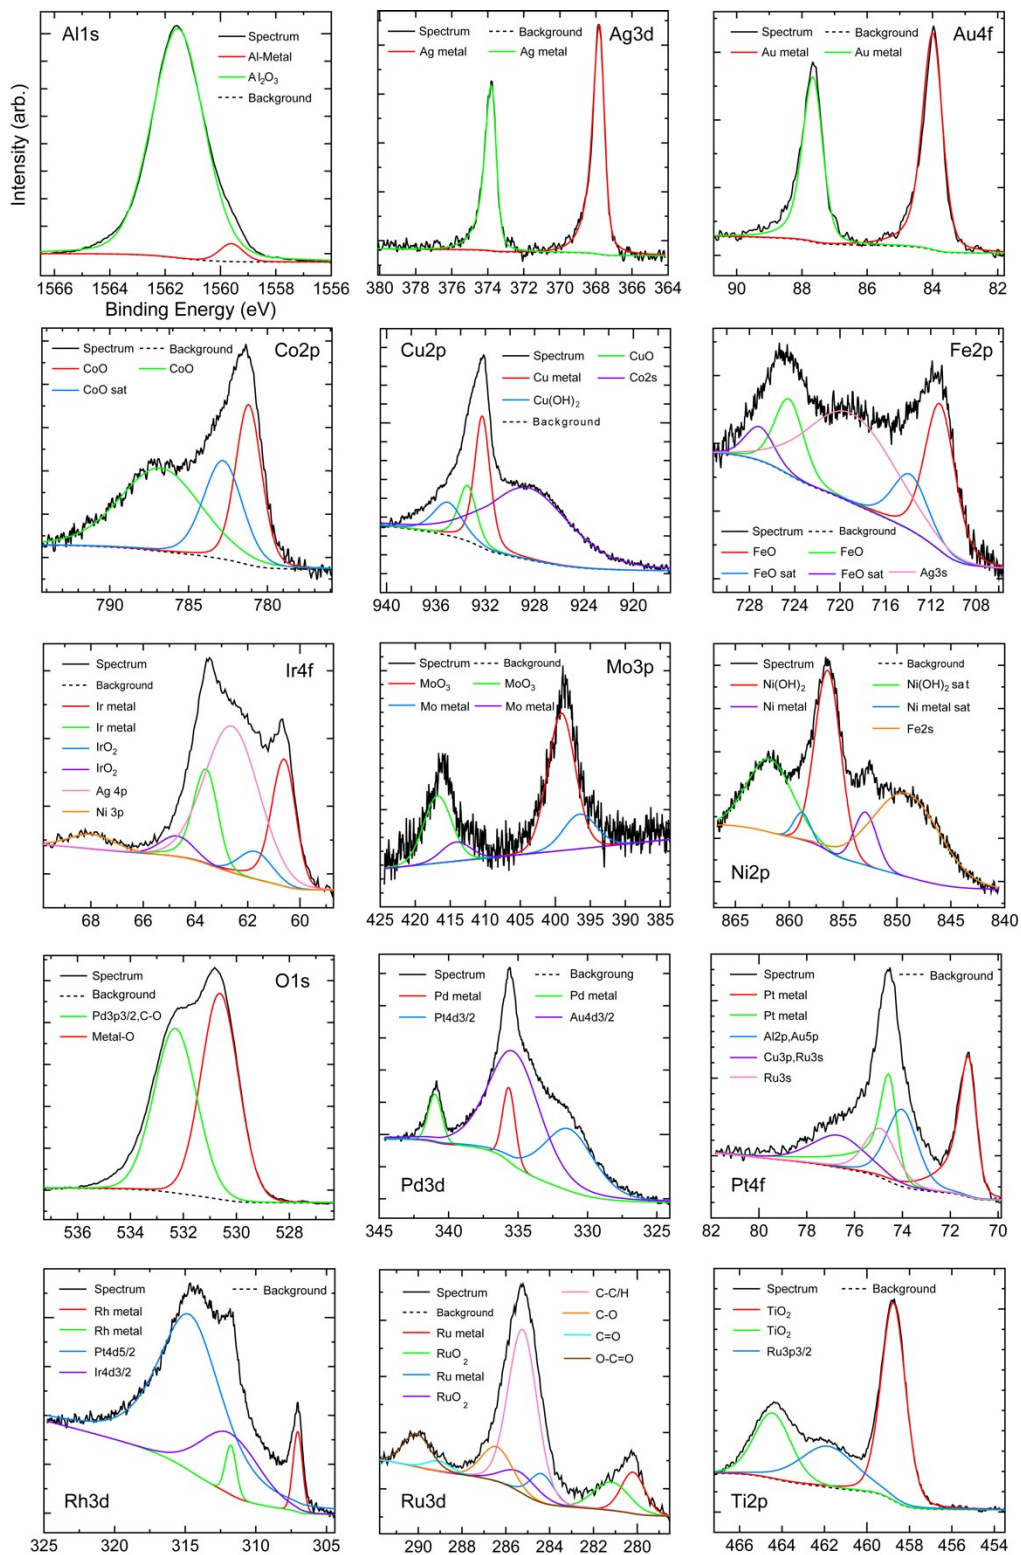 Al1s
Spectrum
Al-Metal
Al₂O₃
Background
Intensity (arb.)
1566 1564 1562 1560 1558 1556
Binding Energy (eV)
Spectrum Background
Ag metal Ag metal
Ag3d
380 378 376 374 372 370 368 366 364
Spectrum Background
Au metal Au metal
Au4f
90 88 86 84 82
Co2p
Spectrum Background
CoO CoO
CoO sat
790 785 780
Cu2p
Spectrum CuO
Cu metal Co2s
Cu(OH)₂
Background
940 936 932 928 924 920
Fe2p
Spectrum Background
FeO FeO
FeO sat FeO sat Ag3s
728 724 720 716 712 708
Ir4f
Spectrum
Background
Ir metal
Ir metal
IrO₂
IrO₂
Ag 4p
Ni 3p
68 66 64 62 60
Mo3p
Spectrum Background
MoO₃ MoO₃
Mo metal Mo metal
425 420 415 410 405 400 395 390 385
Spectrum Background
Ni(OH)₂ Ni(OH)₂ sat
Ni metal Ni metal sat
Fe2s
Ni2p
865 860 855 850 845 840
O1s
Spectrum
Background
Pd3p3/2,C-O
Metal-O
536 534 532 530 528
Spectrum Backgroung
Pd metal Pd metal
Pt4d3/2 Au4d3/2
Pd3d
345 340 335 330 325
Spectrum Background
Pt metal
Pt metal
Al2p,Au5p
Cu3p,Ru3s
Ru3s
Pt4f
82 80 78 76 74 72 70
Spectrum Background
Rh metal
Rh metal
Pt4d5/2
Ir4d3/2
Rh3d
325 320 315 310 305
Spectrum C-C/H
Background C-O
Ru metal C=O
RuO₂ O-C=O
Ru metal
RuO₂
Ru3d
290 288 286 284 282 280
Spectrum Background
TiO₂
TiO₂
Ru3p3/2
Ti2p
466 464 462 460 458 456 454